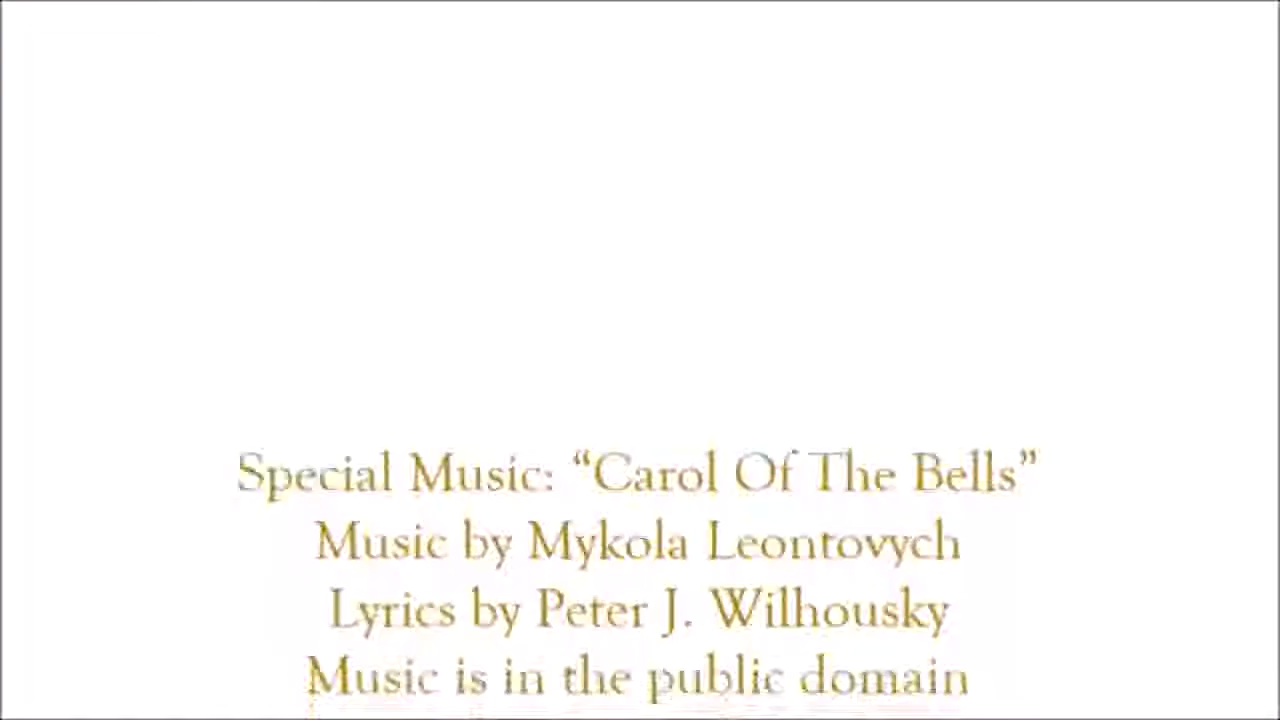 Special Music: “Carol Of The Bells”
Music by Mykola Leontovych
Lyrics by Peter J. Wilhousky
Music is in the public domain